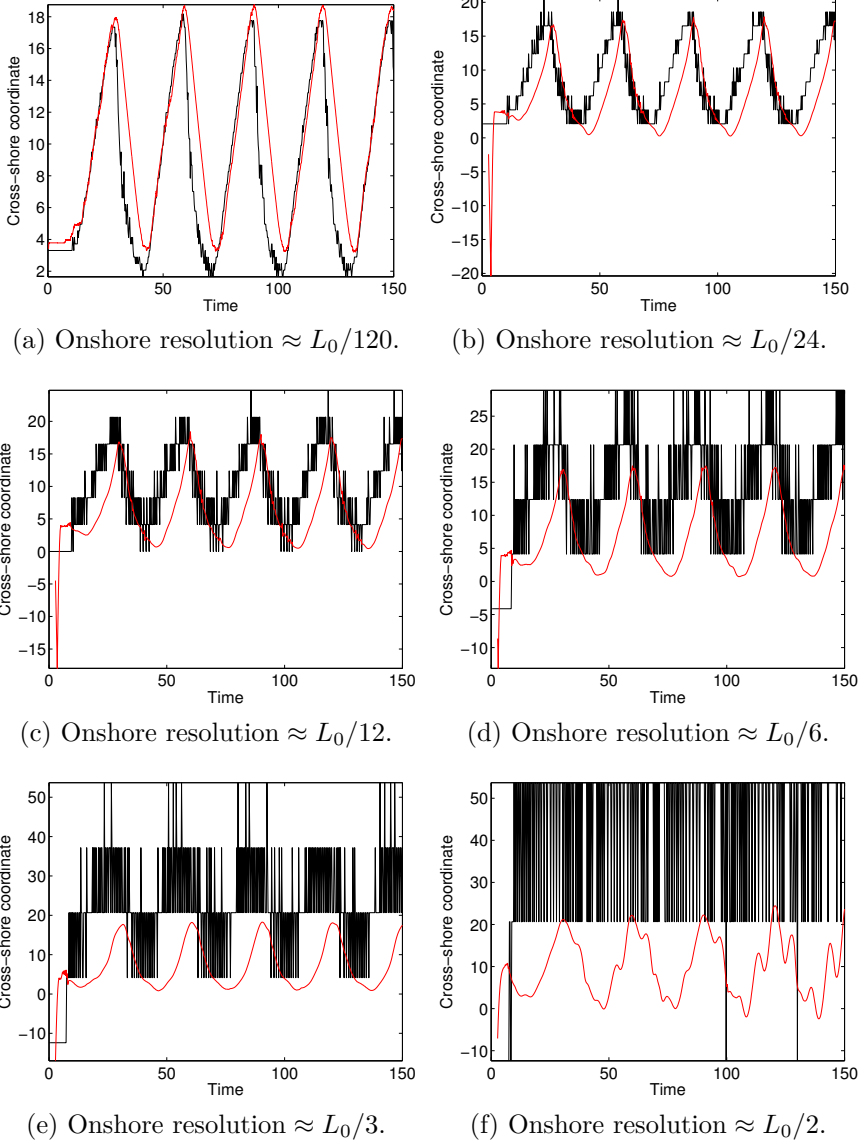 18
16
14
12
10
8
6
4
2
0 50 100 150
Cross−shore coordinate
Time
(a) Onshore resolution ≈ L₀/120.
20
15
10
5
0
−5
−10
−15
−20
0 50 100 150
Cross−shore coordinate
Time
(b) Onshore resolution ≈ L₀/24.
20
15
10
5
0
−5
−10
−15
0 50 100 150
Cross−shore coordinate
Time
(c) Onshore resolution ≈ L₀/12.
25
20
15
10
5
0
−5
−10
0 50 100 150
Cross−shore coordinate
Time
(d) Onshore resolution ≈ L₀/6.
50
40
30
20
10
0
−10
0 50 100 150
Cross−shore coordinate
Time
(e) Onshore resolution ≈ L₀/3.
50
40
30
20
10
0
−10
0 50 100 150
Cross−shore coordinate
Time
(f) Onshore resolution ≈ L₀/2.